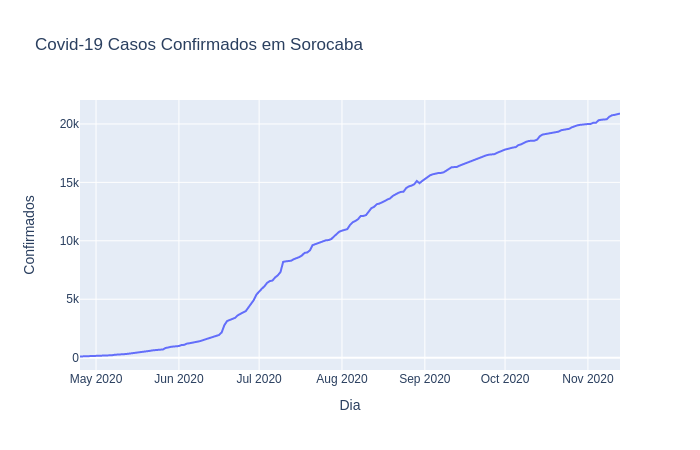 Covid-19 Casos Confirmados em Sorocaba
Confirmados
20k
15k
10k
5k
0
May 2020
Jun 2020
Jul 2020
Aug 2020
Sep 2020
Oct 2020
Nov 2020
Dia